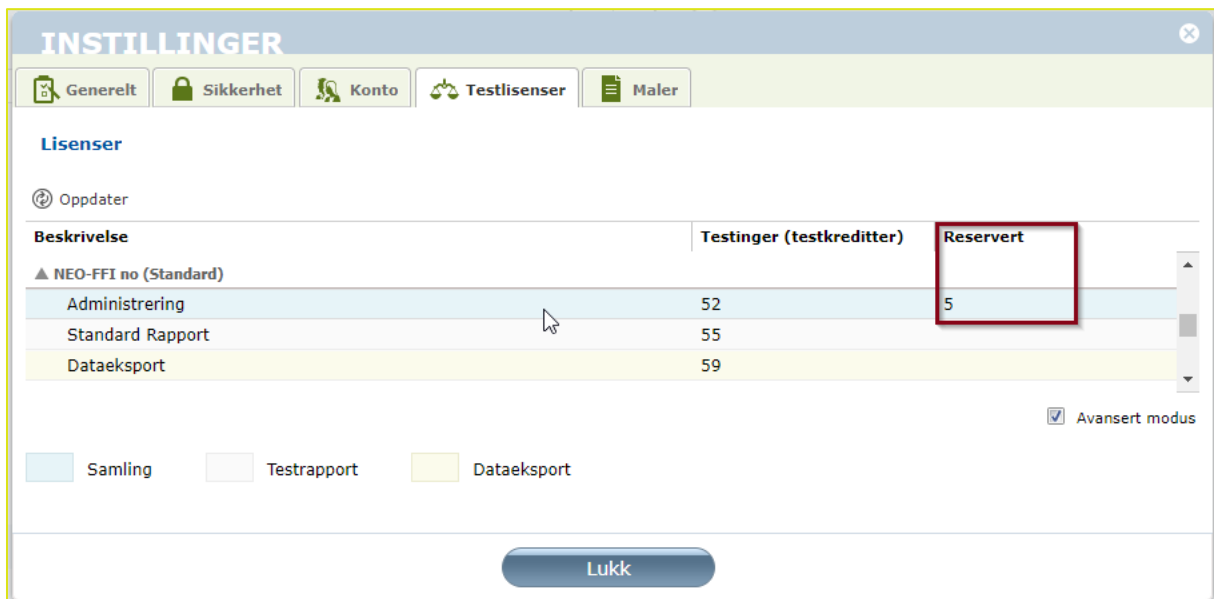 INSTILLINGER
Generelt Sikkerhet Konto Testlisenser Maler
Lisenser
Oppdater
Beskrivelse Testinger (testkreditter) Reservert
NEO-FFI no (Standard)
Administrering 52 5
Standard Rapport 55
Dataeksport 59
Avansert modus
Samling Testrapport Dataeksport
Lukk